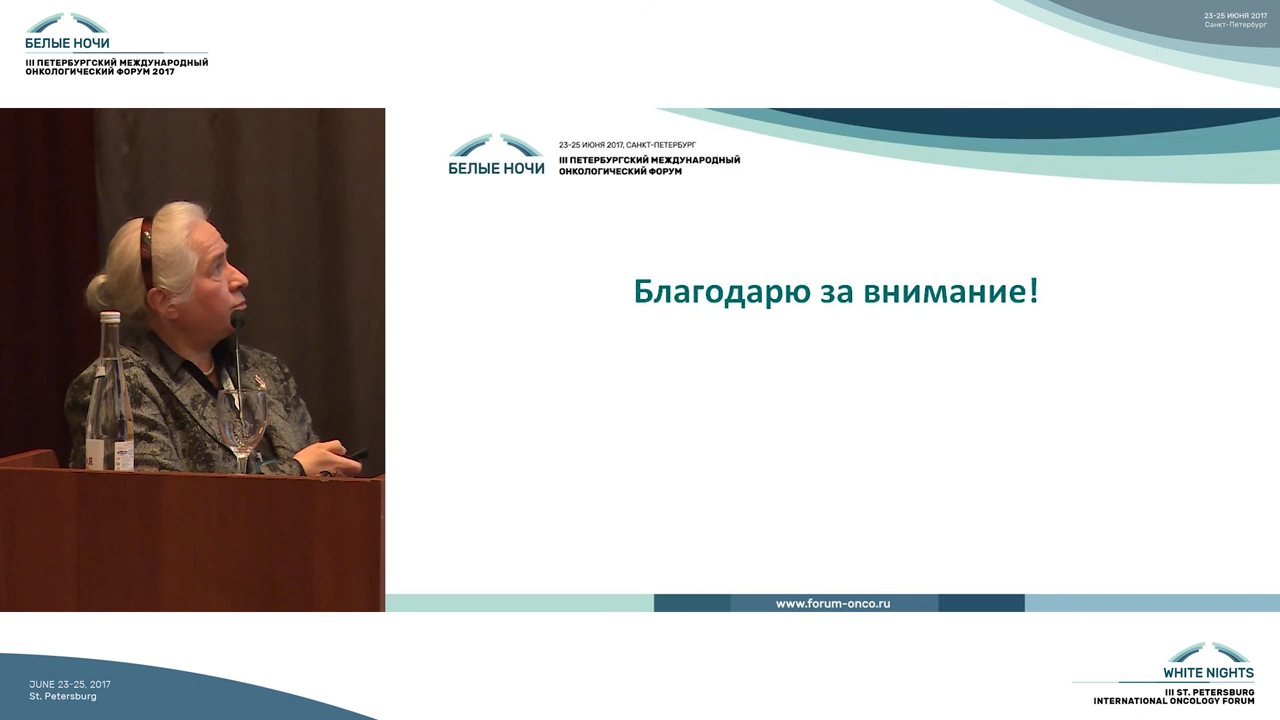 БЕЛЫЕ НОЧИ
III ПЕТЕРБУРГСКИЙ МЕЖДУНАРОДНЫЙ
ОНКОЛОГИЧЕСКИЙ ФОРУМ 2017
23-25 ИЮНЯ 2017
Санкт-Петербург
БЕЛЫЕ НОЧИ
23-25 ИЮНЯ 2017, САНКТ-ПЕТЕРБУРГ
III ПЕТЕРБУРГСКИЙ МЕЖДУНАРОДНЫЙ
ОНКОЛОГИЧЕСКИЙ ФОРУМ
Благодарю за внимание!
www.forum-onco.ru
JUNE 23-25, 2017
St. Petersburg
WHITE NIGHTS
III ST. PETERSBURG
INTERNATIONAL ONCOLOGY FORUM